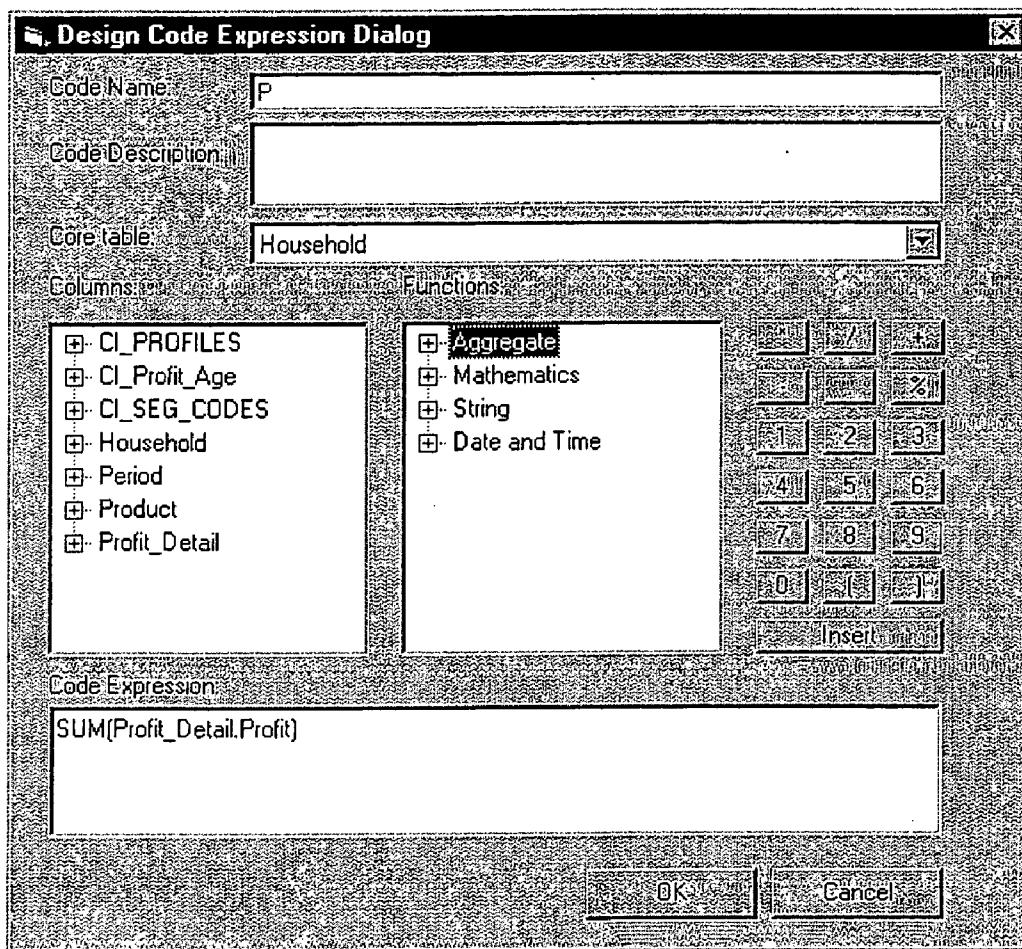 Design Code Expression Dialog
Code Name:
P
Code Description:
Core table:
Household
Columns:
Functions:
CI_PROFILES
CI_Profit_Age
CI_SEG_CODES
Household
Period
Product
Profit_Detail
Aggregate
Mathematics
String
Date and Time
/ +
%
1 2 3
4 5 6
7 8 9
0 ( )
Insert
Code Expression:
SUM(Profit_Detail.Profit)
OK Cancel